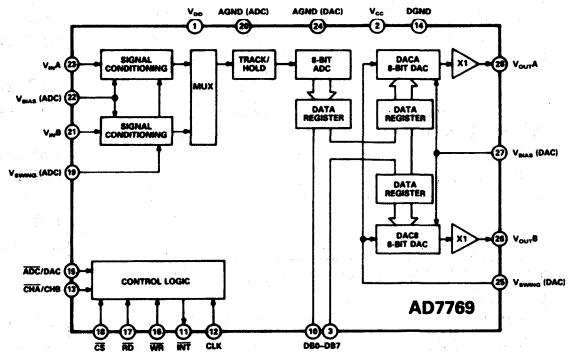 V_DD AGND (ADC) AGND (DAC) V_CC DGND
1 20 24 2 14
V_IN A 23
SIGNAL
CONDITIONING
MUX
TRACK/
HOLD
8-BIT
ADC
DACA
8-BIT DAC
X1
28 V_OUT A
V_BIAS (ADC) 22
DATA
REGISTER
DATA
REGISTER
V_IN B 21
SIGNAL
CONDITIONING
27 V_BIAS (DAC)
V_SWING (ADC) 19
DATA
REGISTER
DACB
8-BIT DAC
X1
26 V_OUT B
ADC/DAC
CHA/CHB 13
CONTROL LOGIC
25 V_SWING (DAC)
AD7769
18 17 16 11 12 10 3
CS RD WR INT CLK DB0–DB7